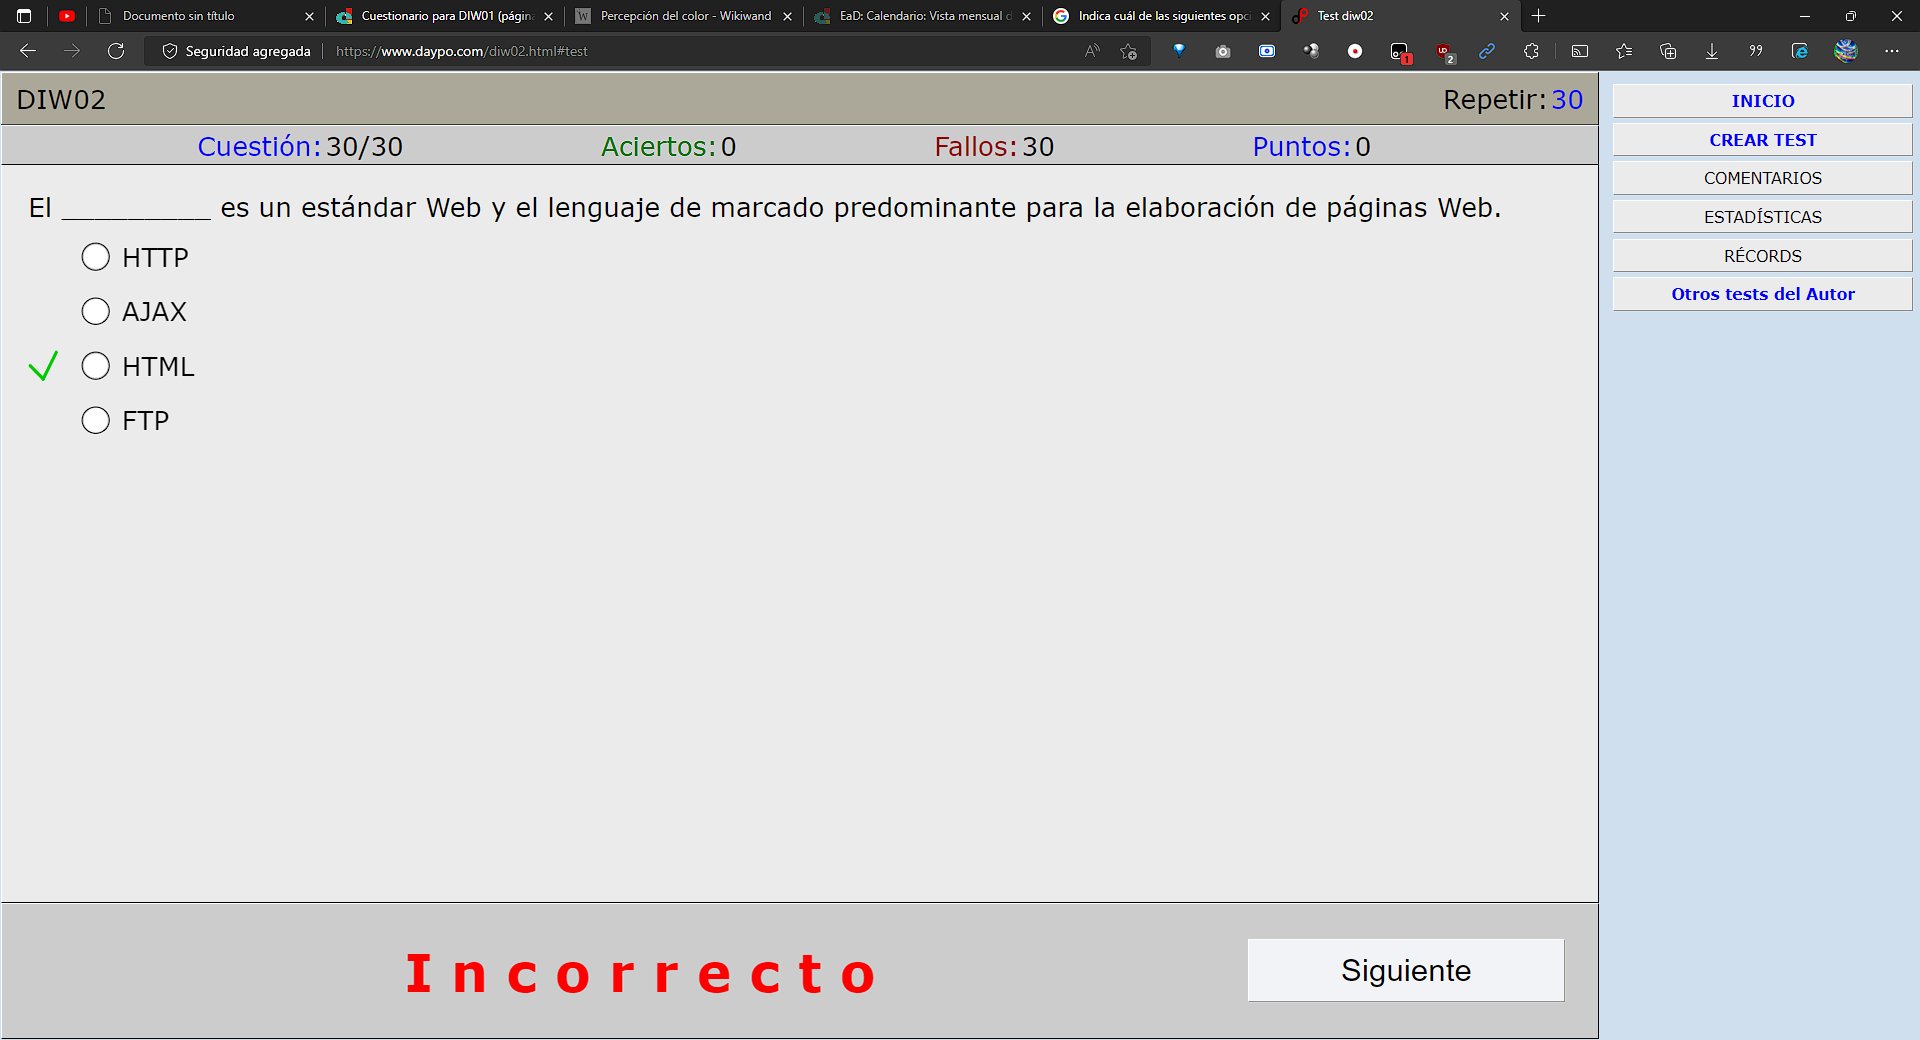 Documento sin título
Cuestionario para DIW01 (págin
Percepción del color - Wikiwand
EaD: Calendario: Vista mensual d
Indica cuál de las siguientes opc
Test diw02
Seguridad agregada
https://www.daypo.com/diw02.html#test
1
2
DIW02
Repetir: 30
Cuestión: 30/30
Aciertos: 0
Fallos: 30
Puntos: 0
El _________ es un estándar Web y el lenguaje de marcado predominante para la elaboración de páginas Web.
HTTP
AJAX
HTML
FTP
Incorrecto
Siguiente
INICIO
CREAR TEST
COMENTARIOS
ESTADÍSTICAS
RÉCORDS
Otros tests del Autor